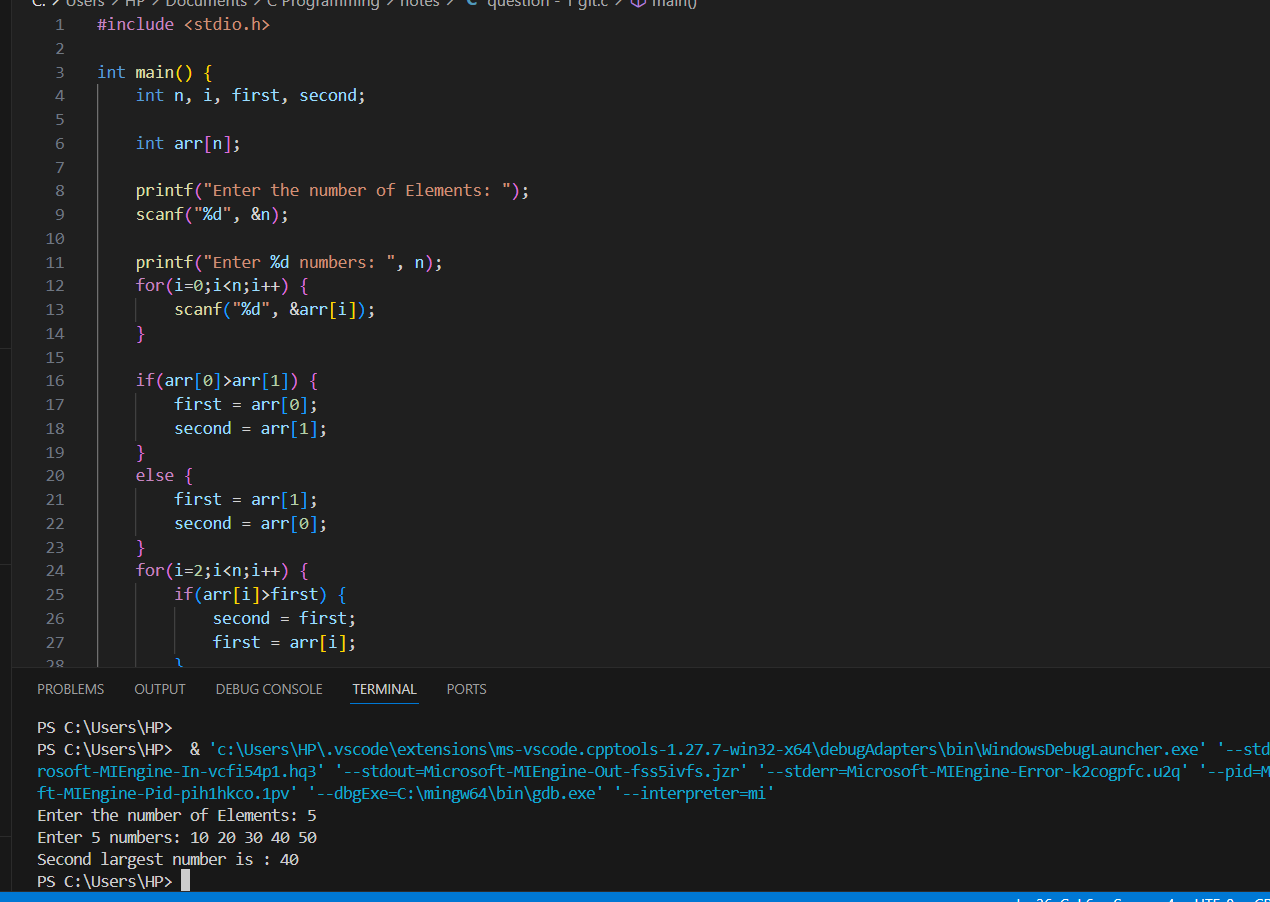 C: > Users > HP > Documents > C Programming > notes > C question - 1 git.c > main()
1 #include <stdio.h>
2
3 int main() {
4 int n, i, first, second;
5
6 int arr[n];
7
8 printf("Enter the number of Elements: ");
9 scanf("%d", &n);
10
11 printf("Enter %d numbers: ", n);
12 for(i=0;i<n;i++) {
13 scanf("%d", &arr[i]);
14 }
15
16 if(arr[0]>arr[1]) {
17 first = arr[0];
18 second = arr[1];
19 }
20 else {
21 first = arr[1];
22 second = arr[0];
23 }
24 for(i=2;i<n;i++) {
25 if(arr[i]>first) {
26 second = first;
27 first = arr[i];
28 }
PROBLEMS OUTPUT DEBUG CONSOLE TERMINAL PORTS
PS C:\Users\HP>
PS C:\Users\HP> & 'c:\Users\HP\.vscode\extensions\ms-vscode.cpptools-1.27.7-win32-x64\debugAdapters\bin\WindowsDebugLauncher.exe' '--std
rosoft-MIEngine-In-vcfi54p1.hq3' '--stdout=Microsoft-MIEngine-Out-fss5ivfs.jzr' '--stderr=Microsoft-MIEngine-Error-k2cogpfc.u2q' '--pid=M
ft-MIEngine-Pid-pih1hkco.1pv' '--dbgExe=C:\mingw64\bin\gdb.exe' '--interpreter=mi'
Enter the number of Elements: 5
Enter 5 numbers: 10 20 30 40 50
Second largest number is : 40
PS C:\Users\HP>